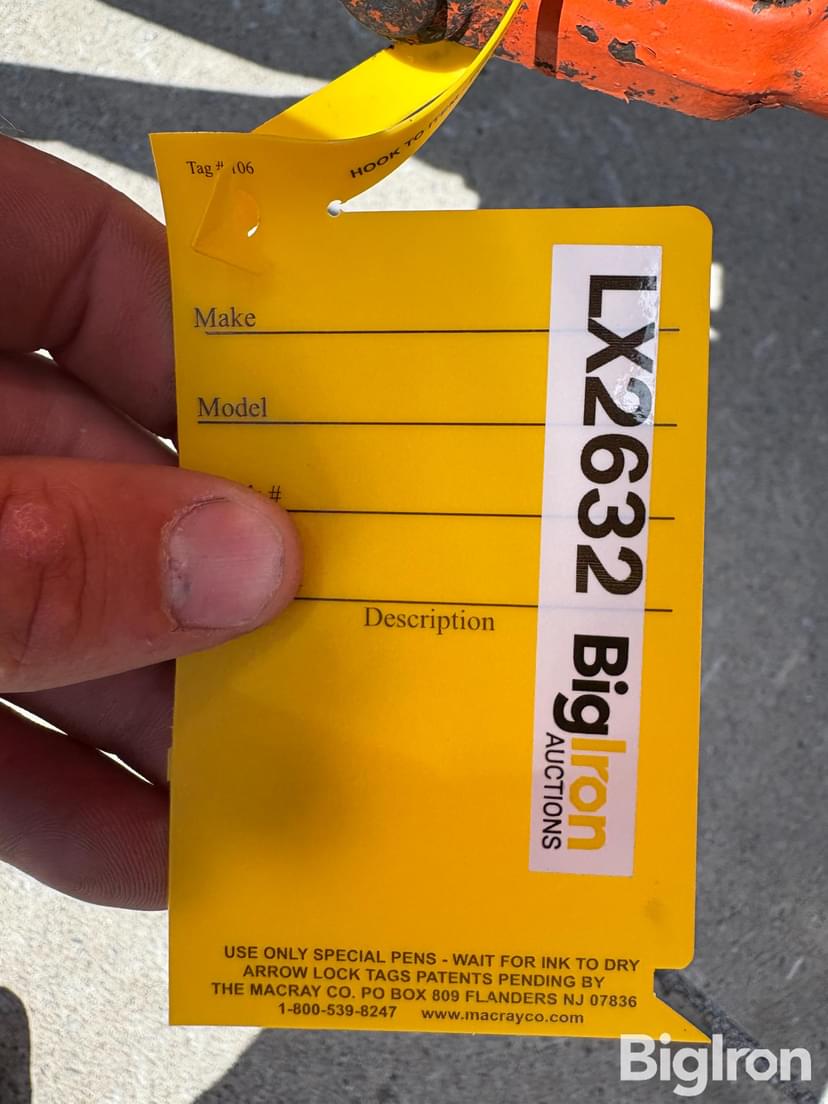 HOOK TO
Tag # 106
Make
Model
#
Description
LX2632
BigIron
AUCTIONS
USE ONLY SPECIAL PENS - WAIT FOR INK TO DRY
ARROW LOCK TAGS PATENTS PENDING BY
THE MACRAY CO. PO BOX 809 FLANDERS NJ 07836
1-800-539-8247 www.macrayco.com
BigIron